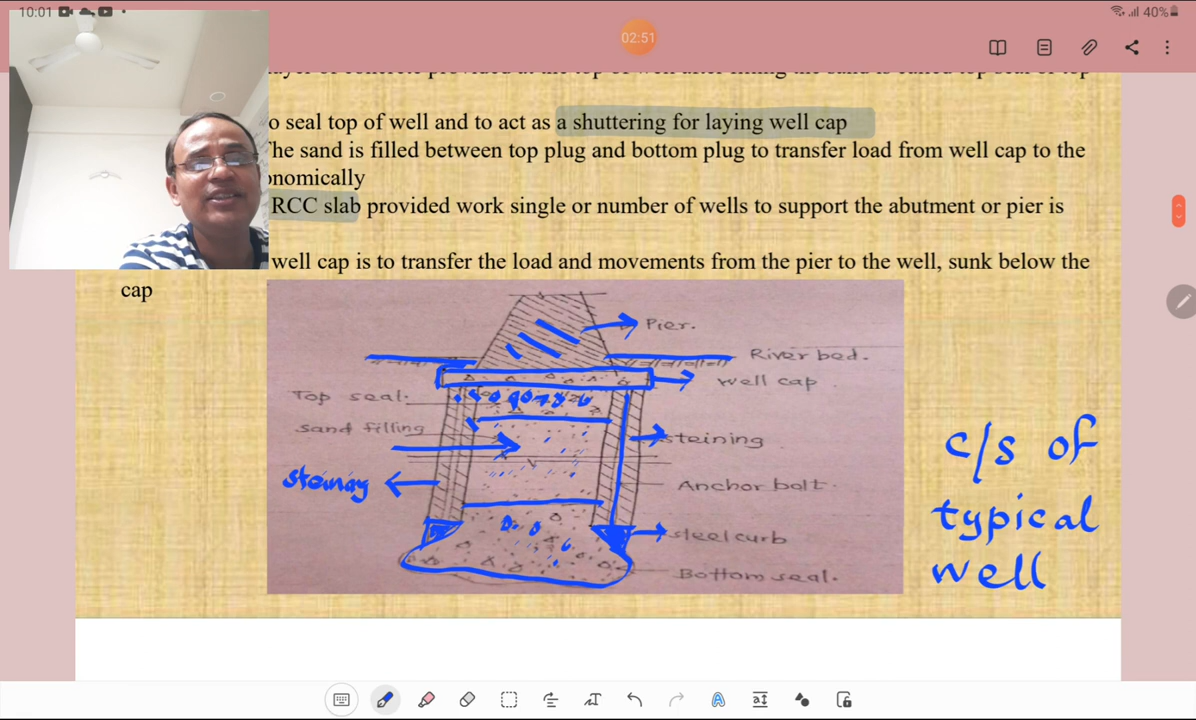 10:01
40%
02:51
o seal top of well and to act as a shuttering for laying well cap
The sand is filled between top plug and bottom plug to transfer load from well cap to the
onomically
RCC slab provided work single or number of wells to support the abutment or pier is
well cap is to transfer the load and movements from the pier to the well, sunk below the
cap
Pier.
River bed.
well cap
Top seal.
sand filling
steining
steining
Anchor bolt.
steel curb
Bottom seal.
c/s of
typical
well